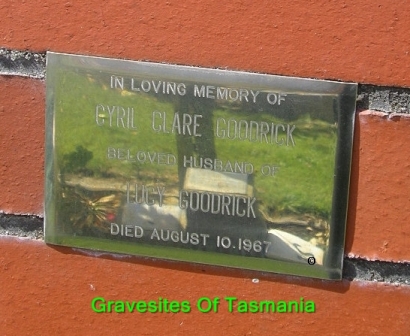 IN LOVING MEMORY OF
CYRIL CLARE GOODRICK
BELOVED HUSBAND OF
LUCY GOODRICK
DIED AUGUST 10.1967
Gravesites Of Tasmania